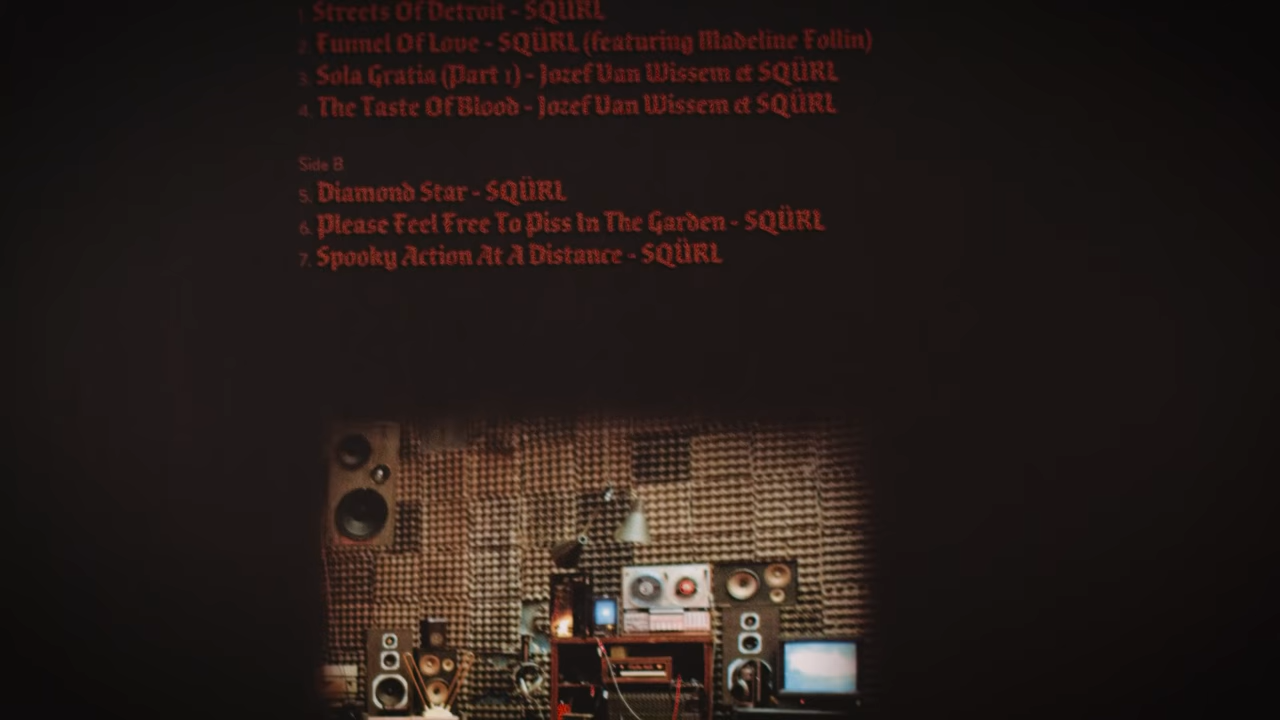 1. Streets Of Detroit - SQÜRL
2. Funnel Of Love - SQÜRL (featuring Madeline Follin)
3. Sola Gratia (Part 1) - Jozef Van Wissem & SQÜRL
4. The Taste Of Blood - Jozef Van Wissem & SQÜRL
Side B
5. Diamond Star - SQÜRL
6. Please Feel Free To Piss In The Garden - SQÜRL
7. Spooky Action At A Distance - SQÜRL